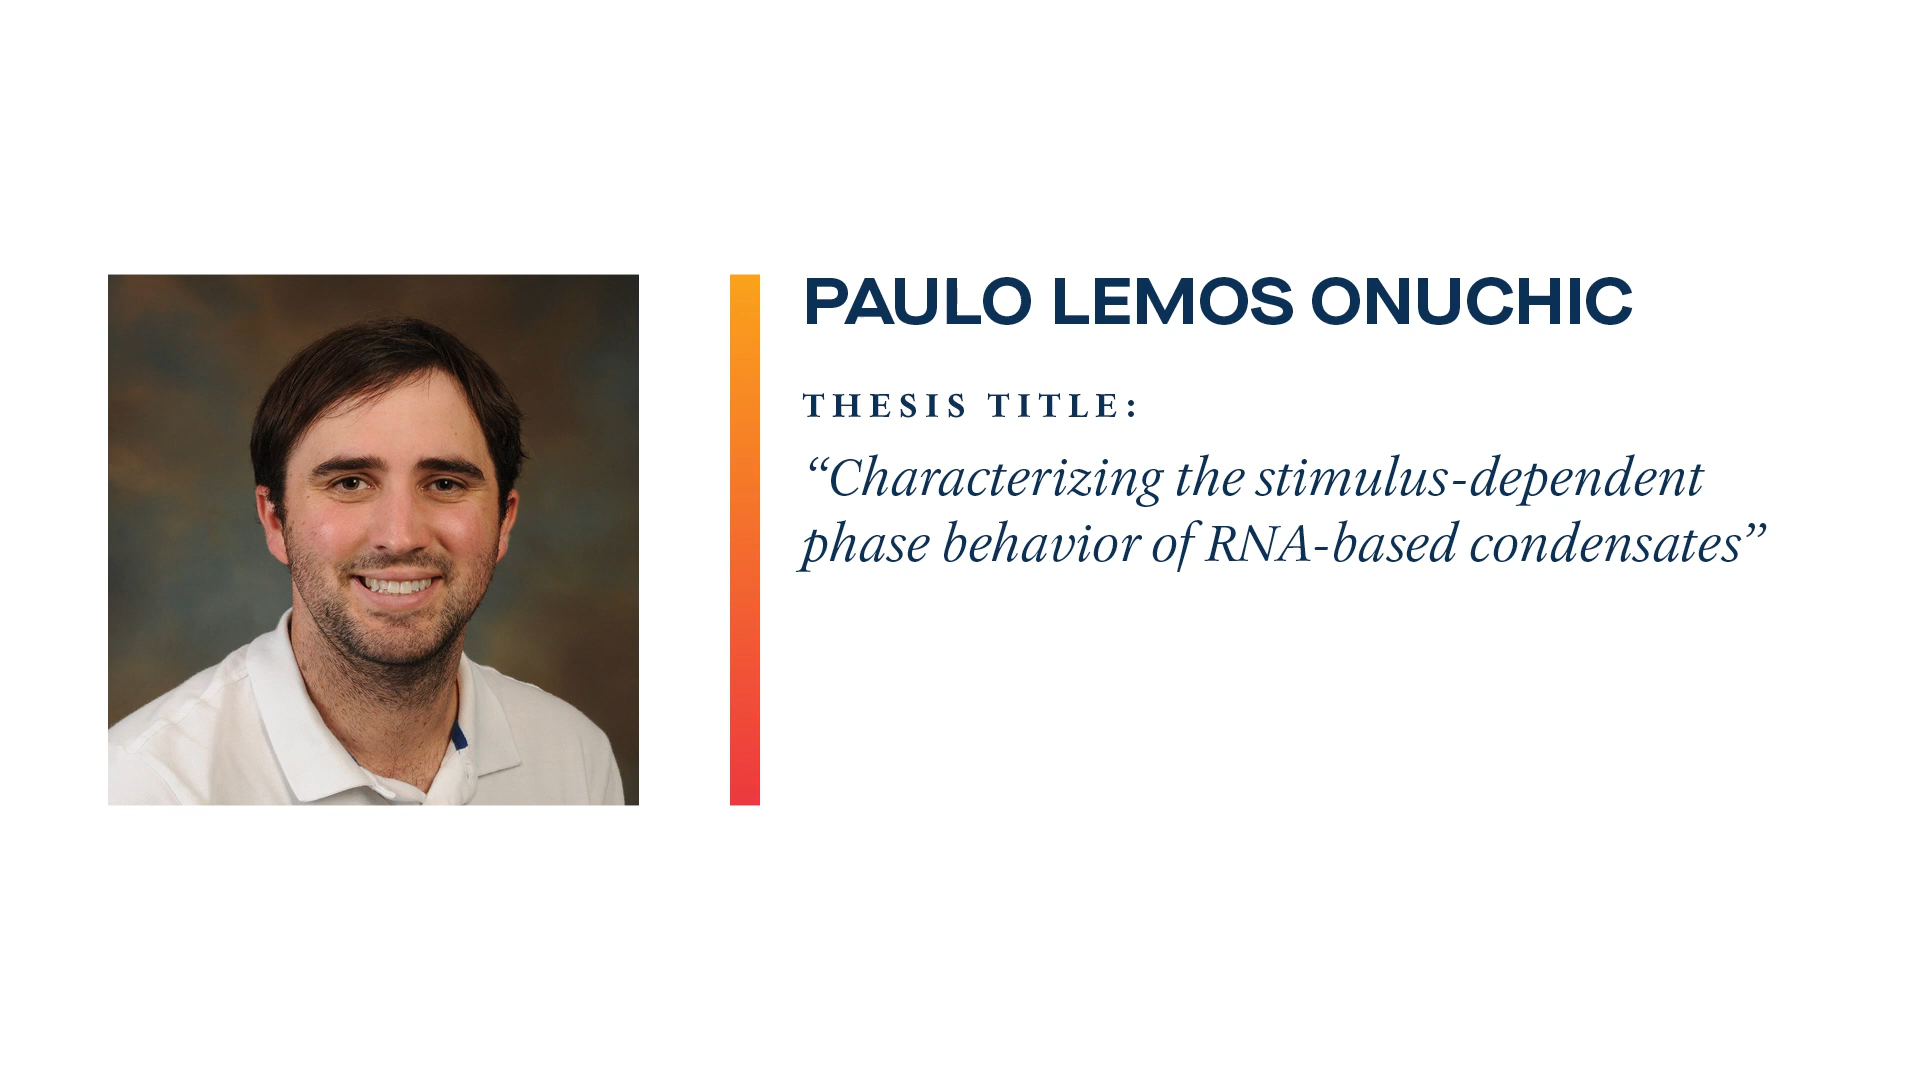 PAULO LEMOS ONUCHIC
THESIS TITLE:
“Characterizing the stimulus-dependent
phase behavior of RNA-based condensates”